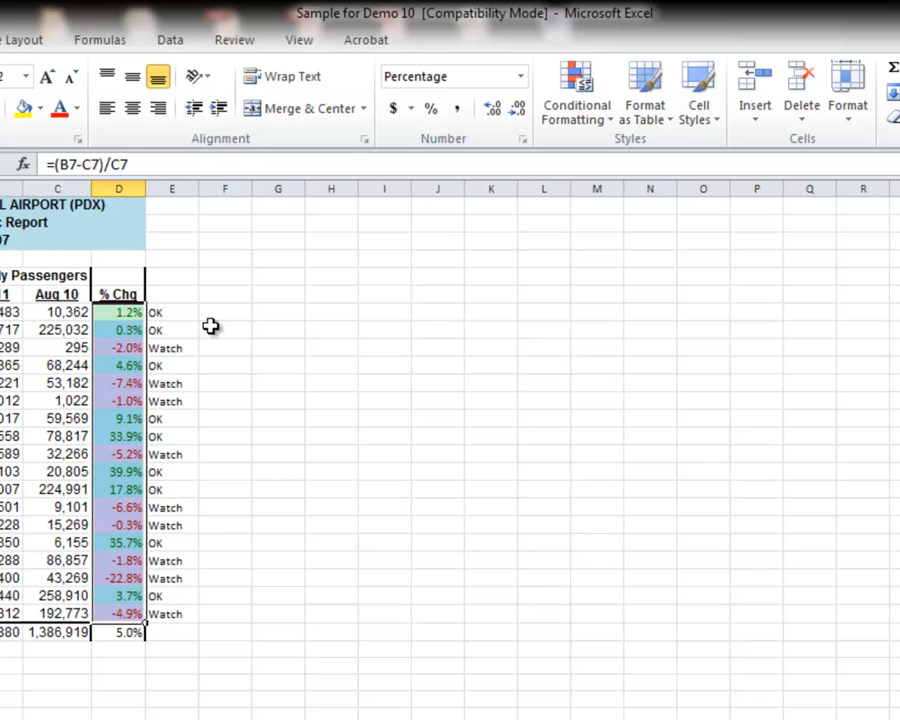 Sample for Demo 10 [Compatibility Mode] - Microsoft Excel
Layout Formulas Data Review View Acrobat
2 A A Wrap Text Percentage Σ
A Merge & Center $ % , .0 .00 .00 .0 Conditional Formatting Format as Table Cell Styles Insert Delete Format
Alignment Number Styles Cells
fx =(B7-C7)/C7
C D E F G H I J K L M N O P Q R
L AIRPORT (PDX)
c Report
07
ly Passengers
11 Aug 10 % Chg
483 10,362 1.2% OK
717 225,032 0.3% OK
289 295 -2.0% Watch
365 68,244 4.6% OK
221 53,182 -7.4% Watch
012 1,022 -1.0% Watch
017 59,569 9.1% OK
558 78,817 33.9% OK
589 32,266 -5.2% Watch
103 20,805 39.9% OK
007 224,991 17.8% OK
501 9,101 -6.6% Watch
228 15,269 -0.3% Watch
350 6,155 35.7% OK
288 86,857 -1.8% Watch
400 43,269 -22.8% Watch
440 258,910 3.7% OK
312 192,773 -4.9% Watch
380 1,386,919 5.0%